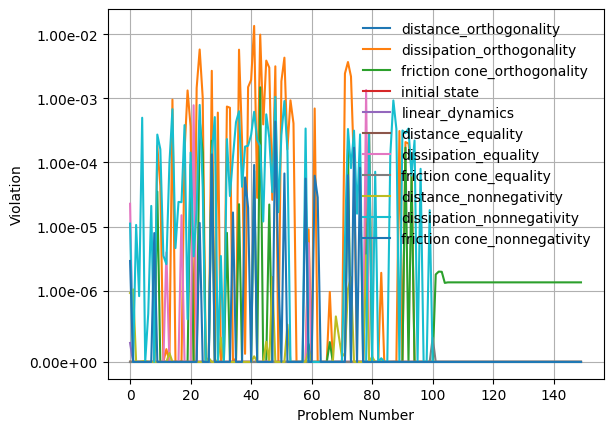 1.00e-02
1.00e-03
1.00e-04
1.00e-05
1.00e-06
0.00e+00
Violation
distance_orthogonality
dissipation_orthogonality
friction cone_orthogonality
initial state
linear_dynamics
distance_equality
dissipation_equality
friction cone_equality
distance_nonnegativity
dissipation_nonnegativity
friction cone_nonnegativity
0 20 40 60 80 100 120 140
Problem Number